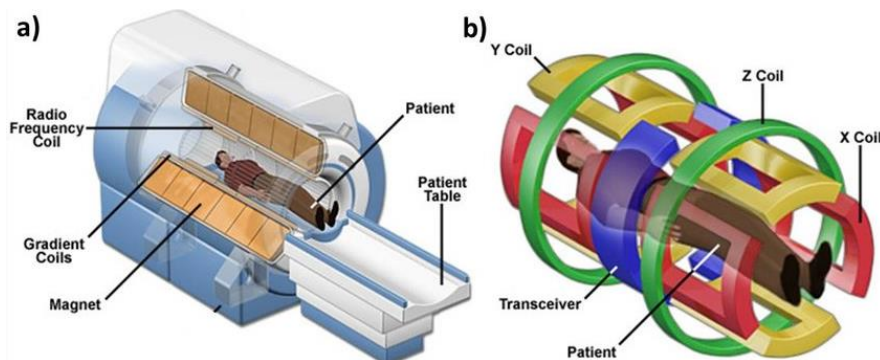 a)
Radio
Frequency
Coil
Patient
Patient
Table
Gradient
Coils
Magnet
b)
Y Coil
Z Coil
X Coil
Transceiver
Patient